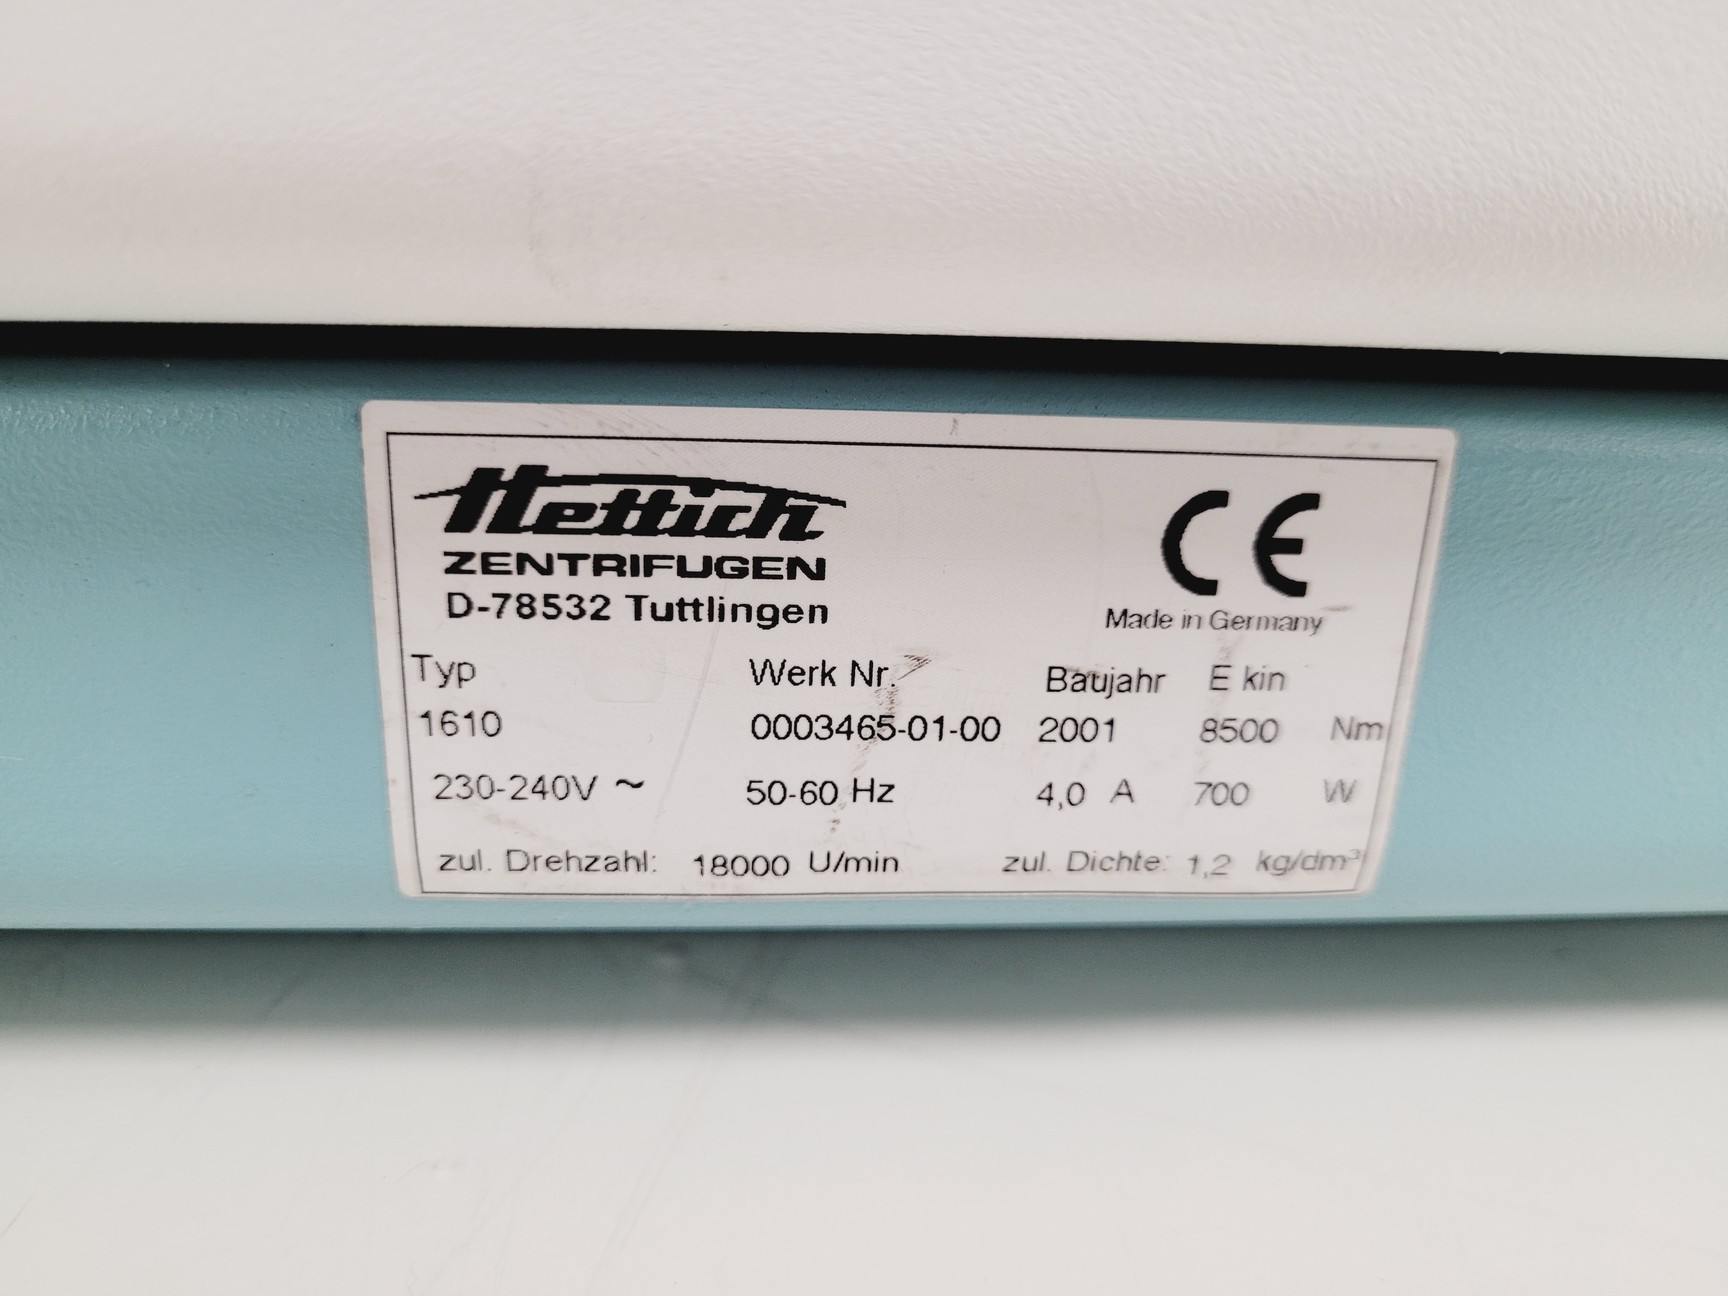 Hettich
ZENTRIFUGEN
D-78532 Tuttlingen
CE
Made in Germany
Typ Werk Nr. Baujahr E kin
1610 0003465-01-00 2001 8500 Nm
230-240V ~ 50-60 Hz 4,0 A 700 W
zul. Drehzahl: 18000 U/min zul. Dichte: 1,2 kg/dm³